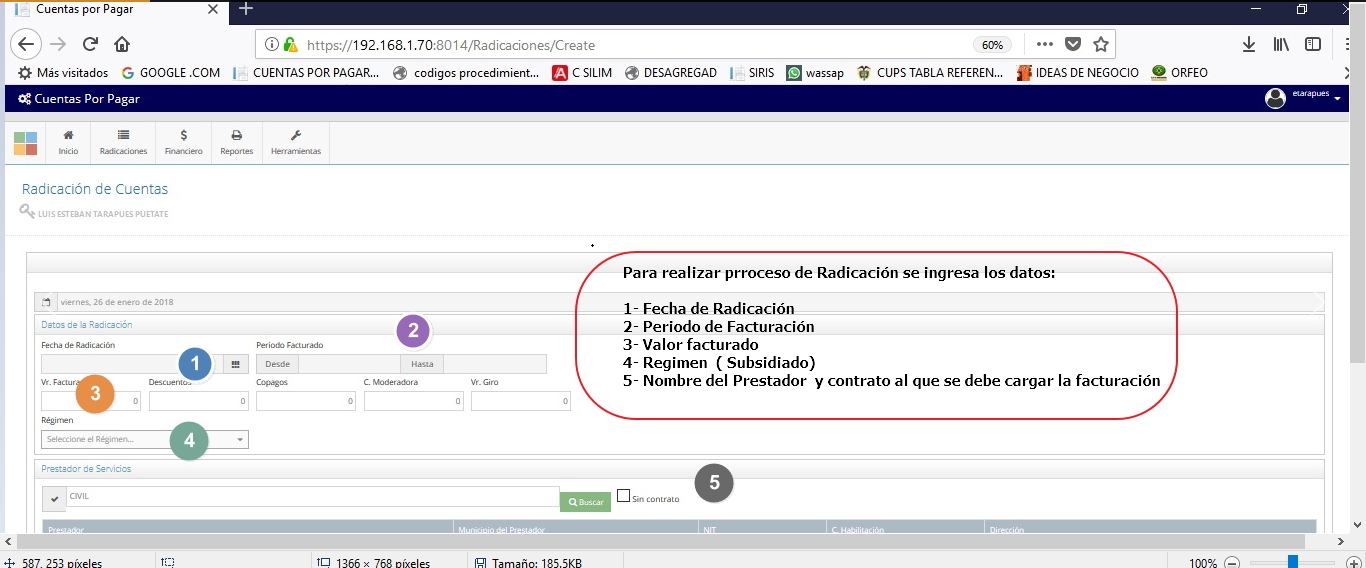 Cuentas por Pagar
https://192.168.1.70:8014/Radicaciones/Create
60%
Más visitados
GOOGLE .COM
CUENTAS POR PAGAR...
codigos procedimient...
C SILIM
DESAGREGAD
SIRIS
wassap
CUPS TABLA REFEREN...
IDEAS DE NEGOCIO
ORFEO
Cuentas Por Pagar
etarapues
Inicio
Radicaciones
Financiero
Reportes
Herramientas
Radicación de Cuentas
LUIS ESTEBAN TARAPUES PUETATE
Para realizar prroceso de Radicación se ingresa los datos:
1- Fecha de Radicación
2- Periodo de Facturación
3- Valor facturado
4- Regimen ( Subsidiado)
5- Nombre del Prestador y contrato al que se debe cargar la facturación
viernes, 26 de enero de 2018
Datos de la Radicación
2
Fecha de Radicación
Periodo Facturado
1
Desde
Hasta
Vr. Factura
Descuentos
Copagos
C. Moderadora
Vr. Giro
3
0
0
0
0
0
Régimen
Seleccione el Régimen...
4
Prestador de Servicios
5
CIVIL
Buscar
Sin contrato
Prestador
Municipio del Prestador
NIT
C. Habilitación
Dirección
587, 253 píxeles
1366 × 768 píxeles
Tamaño: 185.5KB
100%